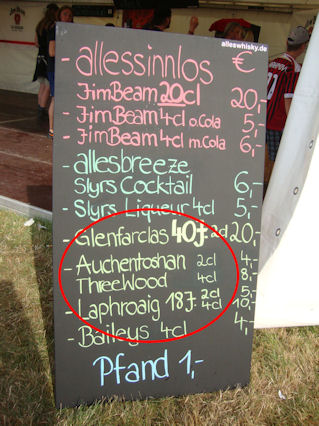 alleswhisky.de
- allessinnlos €
JimBeam 20cl 20,-
- JimBeam 4cl o.Cola 5,-
- JimBeam 4cl m.Cola 6,-
- allesbreeze
Slyrs Cocktail 6,-
- Slyrs Liqueur 4cl 5,-
- Glenfarclas 40J 2cl 20,-
- Auchentoshan 2cl 4,-
ThreeWood 4cl 8,-
- Laphroaig 18J. 2cl 5,-
4cl 10,-
- Baileys 4cl 4,-
Pfand 1,-